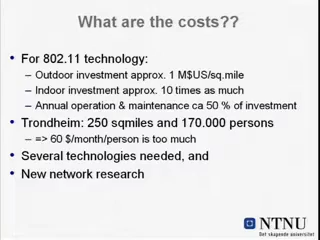 What are the costs??
• For 802.11 technology:
– Outdoor investment approx. 1 M$US/sq.mile
– Indoor investment approx. 10 times as much
– Annual operation & maintenance ca 50 % of investment
• Trondheim: 250 sqmiles and 170.000 persons
– => 60 $/month/person is too much
• Several technologies needed, and
• New network research
NTNU
Det skapende universitet